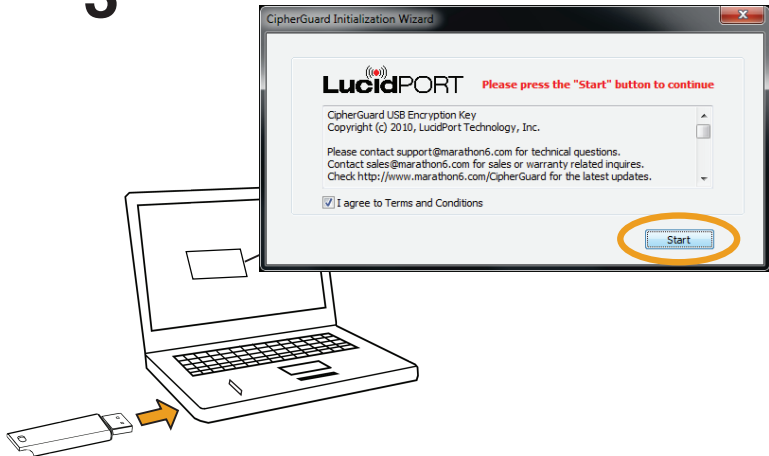 3
CipherGuard Initialization Wizard
LucidPORT
Please press the "Start" button to continue
CipherGuard USB Encryption Key
Copyright (c) 2010, LucidPort Technology, Inc.
Please contact support@marathon6.com for technical questions.
Contact sales@marathon6.com for sales or warranty related inquires.
Check http://www.marathon6.com/CipherGuard for the latest updates.
I agree to Terms and Conditions
Start